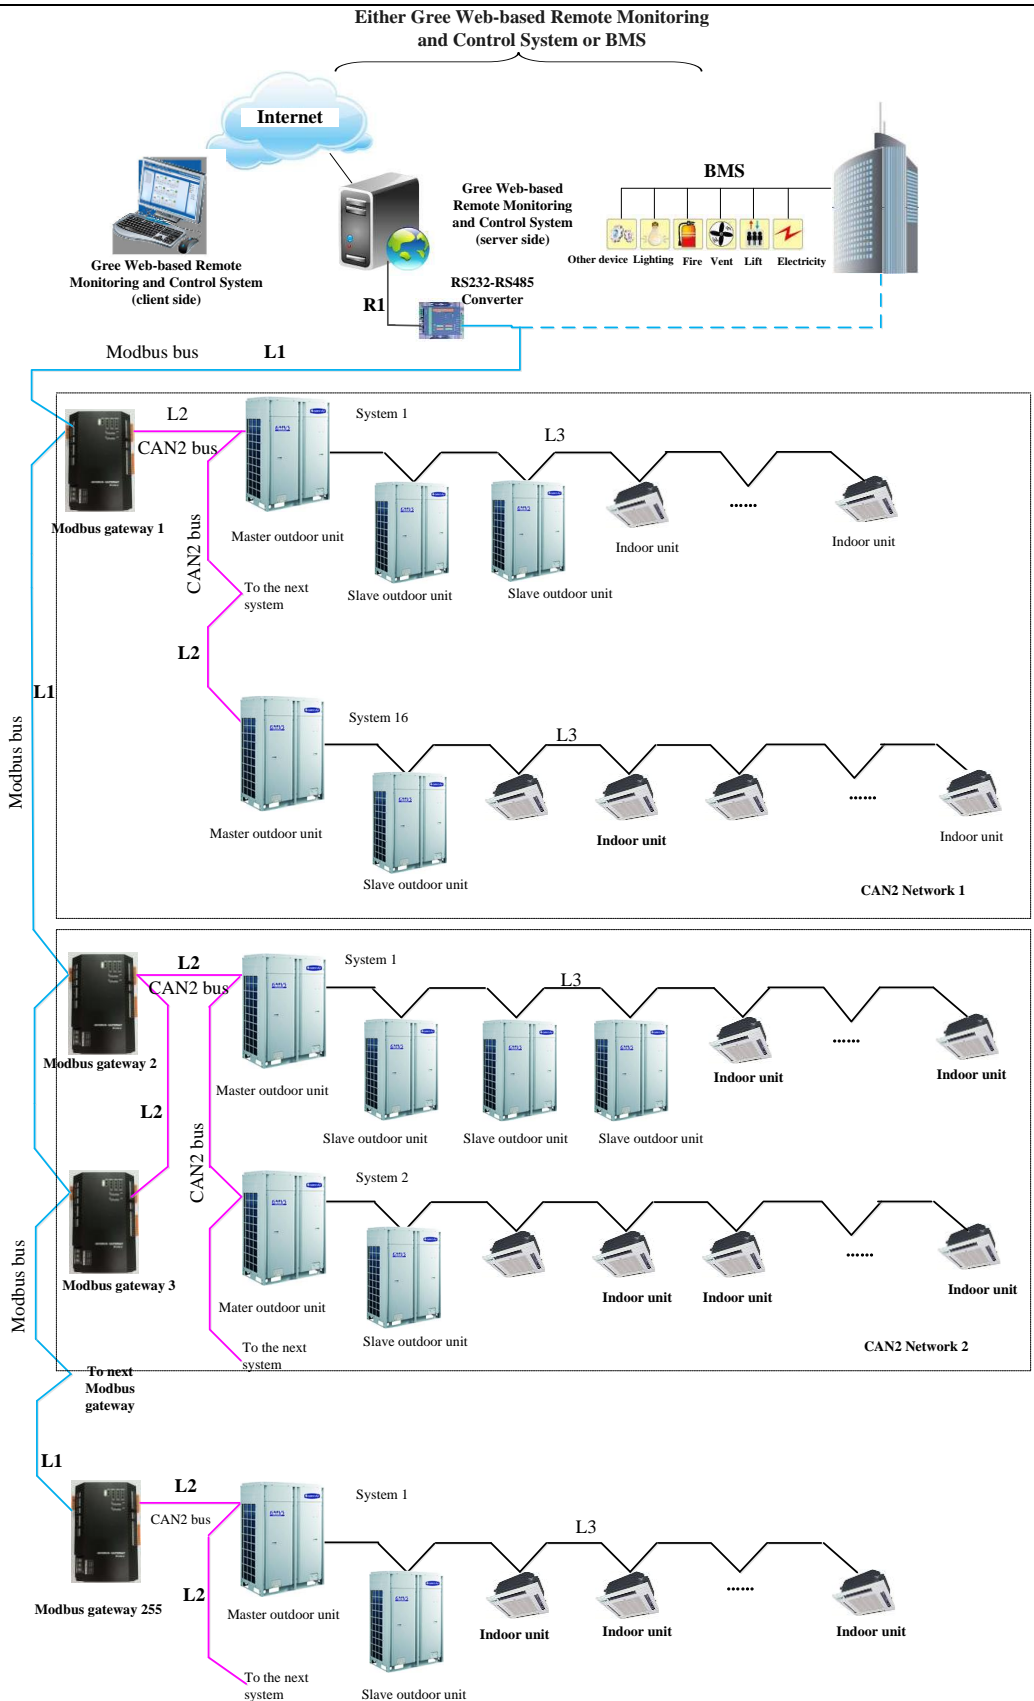 Either Gree Web-based Remote Monitoring
and Control System or BMS
Internet
BMS
Gree Web-based
Remote Monitoring
and Control System
(server side)
Other device Lighting Fire Vent Lift Electricity
Gree Web-based Remote
Monitoring and Control System
(client side)
RS232-RS485
Converter
R1
Modbus bus
L1
L2
System 1
L3
CAN2 bus
Modbus gateway 1
CAN2 bus
Master outdoor unit
Indoor unit
......
Indoor unit
To the next
system
Slave outdoor unit
Slave outdoor unit
L2
L1
Modbus bus
System 16
L3
......
Master outdoor unit
Indoor unit
Indoor unit
Slave outdoor unit
CAN2 Network 1
L2
System 1
CAN2 bus
L3
......
Modbus gateway 2
Master outdoor unit
Indoor unit
Indoor unit
L2
CAN2 bus
Slave outdoor unit
Slave outdoor unit
Slave outdoor unit
System 2
Modbus bus
......
Modbus gateway 3
Mater outdoor unit
Indoor unit
Indoor unit
Indoor unit
Slave outdoor unit
To the next
system
CAN2 Network 2
To next
Modbus
gateway
L1
L2
System 1
CAN2 bus
L3
......
L2
Modbus gateway 255
Master outdoor unit
Indoor unit
Indoor unit
Indoor unit
To the next
system
Slave outdoor unit